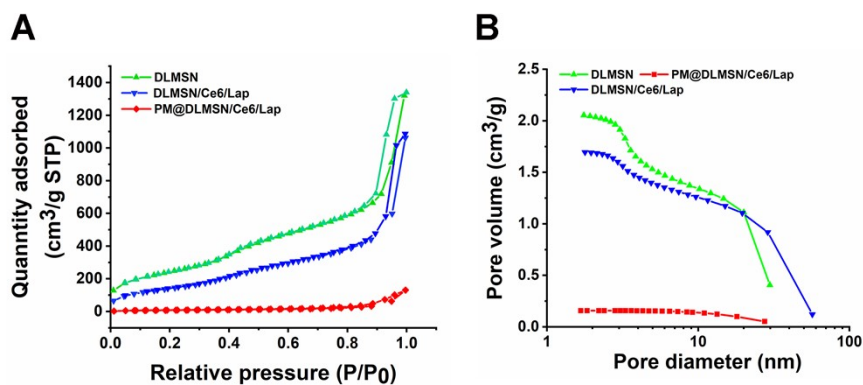 A
DLMSN
DLMSN/Ce6/Lap
PM@DLMSN/Ce6/Lap
Quanntity adsorbed
(cm3/g STP)
1400
1200
1000
800
600
400
200
0
0.0 0.2 0.4 0.6 0.8 1.0
Relative pressure (P/P0)
B
DLMSN PM@DLMSN/Ce6/Lap
DLMSN/Ce6/Lap
Pore volume (cm3/g)
2.5
2.0
1.5
1.0
0.5
0.0
1 10 100
Pore diameter (nm)